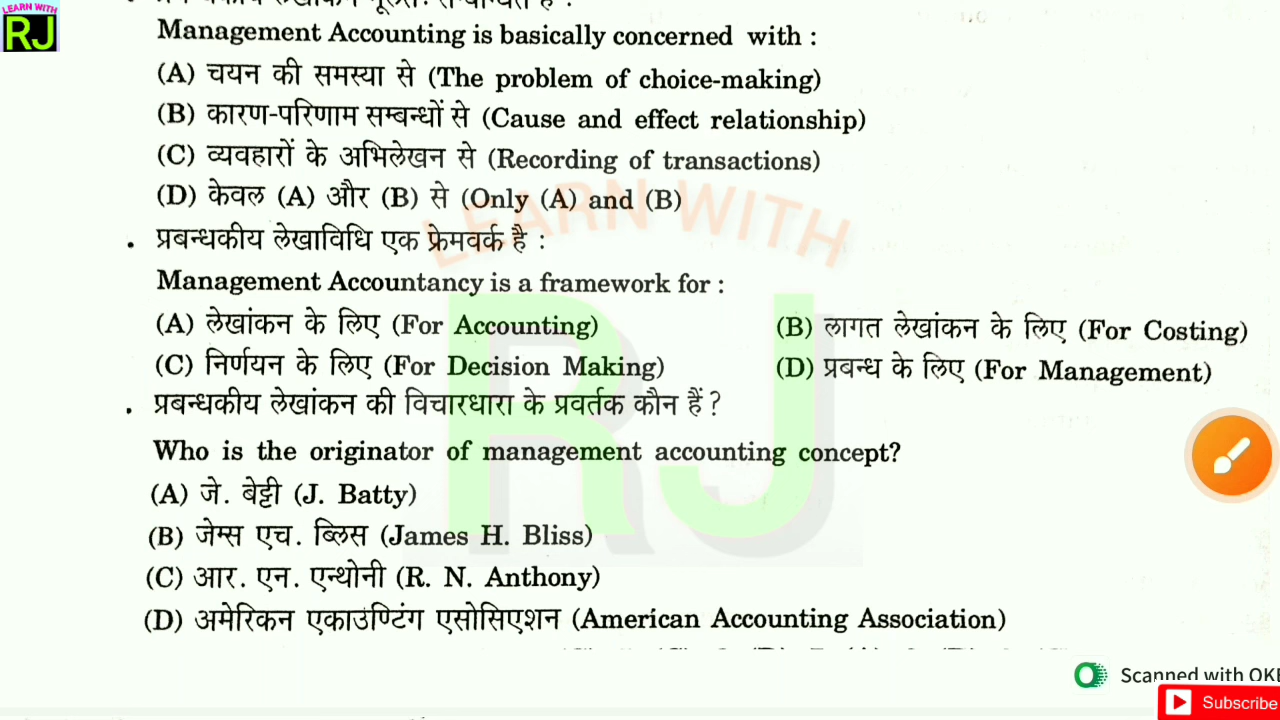 LEARN WITH
RJ
Management Accounting is basically concerned with :
(A) चयन की समस्या से (The problem of choice-making)
(B) कारण-परिणाम सम्बन्धों से (Cause and effect relationship)
(C) व्यवहारों के अभिलेखन से (Recording of transactions)
(D) केवल (A) और (B) से (Only (A) and (B)
LEARN WITH
RJ
. प्रबन्धकीय लेखाविधि एक फ्रेमवर्क है :
Management Accountancy is a framework for :
(A) लेखांकन के लिए (For Accounting) (B) लागत लेखांकन के लिए (For Costing)
(C) निर्णयन के लिए (For Decision Making) (D) प्रबन्ध के लिए (For Management)
. प्रबन्धकीय लेखांकन की विचारधारा के प्रवर्तक कौन हैं ?
Who is the originator of management accounting concept?
(A) जे. बेट्टी (J. Batty)
(B) जेम्स एच. ब्लिस (James H. Bliss)
(C) आर. एन. एन्थोनी (R. N. Anthony)
(D) अमेरिकन एकाउण्टिंग एसोसिएशन (American Accounting Association)
Scanned with OKE
Subscribe